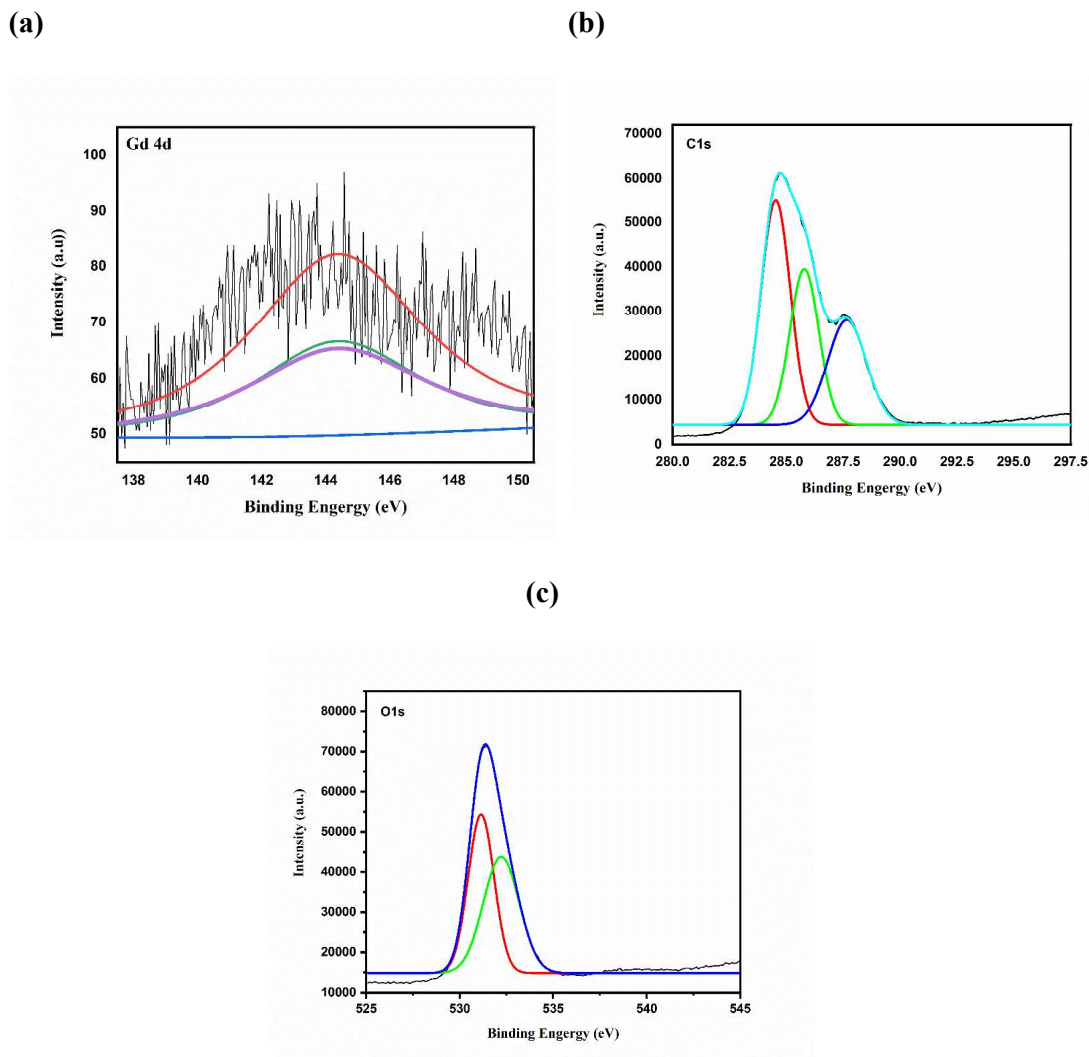 (a)
(b)
Gd 4d
100
90
80
70
60
50
Intensity (a.u))
138 140 142 144 146 148 150
Binding Engergy (eV)
C1s
70000
60000
50000
40000
30000
20000
10000
0
Intensity (a.u.)
280.0 282.5 285.0 287.5 290.0 292.5 295.0 297.5
Binding Engergy (eV)
(c)
O1s
80000
70000
60000
50000
40000
30000
20000
10000
Intensity (a.u.)
525 530 535 540 545
Binding Engergy (eV)